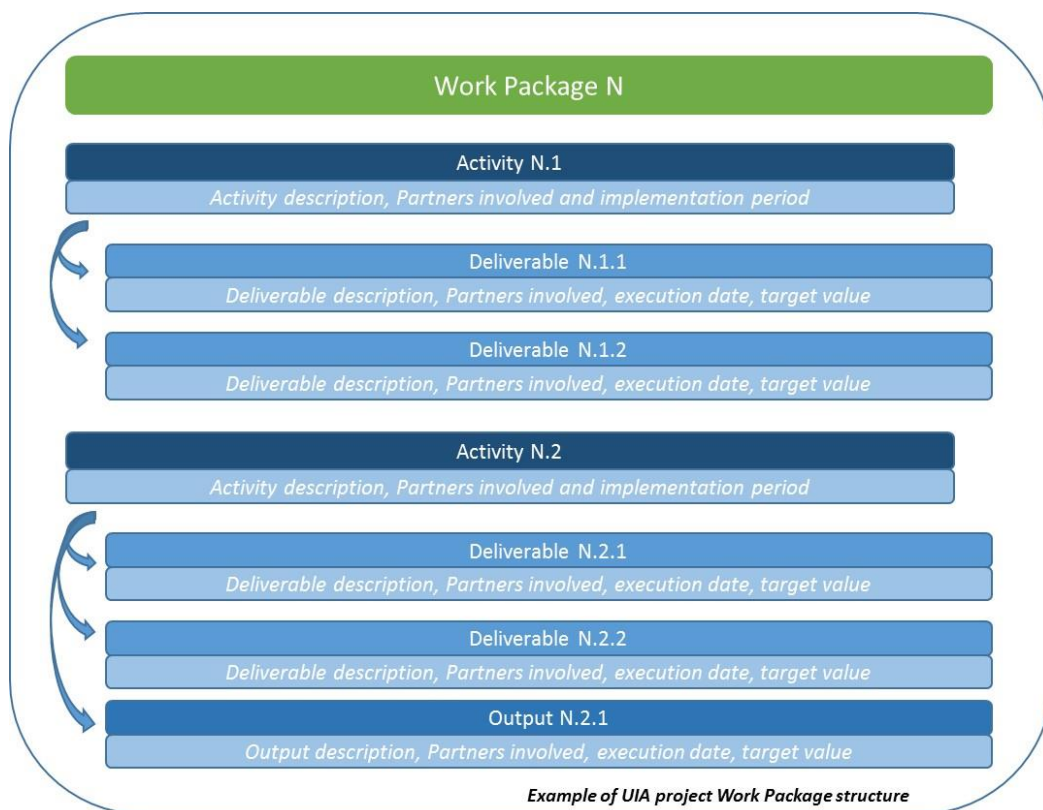 Work Package N
Activity N.1
Activity description, Partners involved and implementation period
Deliverable N.1.1
Deliverable description, Partners involved, execution date, target value
Deliverable N.1.2
Deliverable description, Partners involved, execution date, target value
Activity N.2
Activity description, Partners involved and implementation period
Deliverable N.2.1
Deliverable description, Partners involved, execution date, target value
Deliverable N.2.2
Deliverable description, Partners involved, execution date, target value
Output N.2.1
Output description, Partners involved, execution date, target value
Example of UIA project Work Package structure